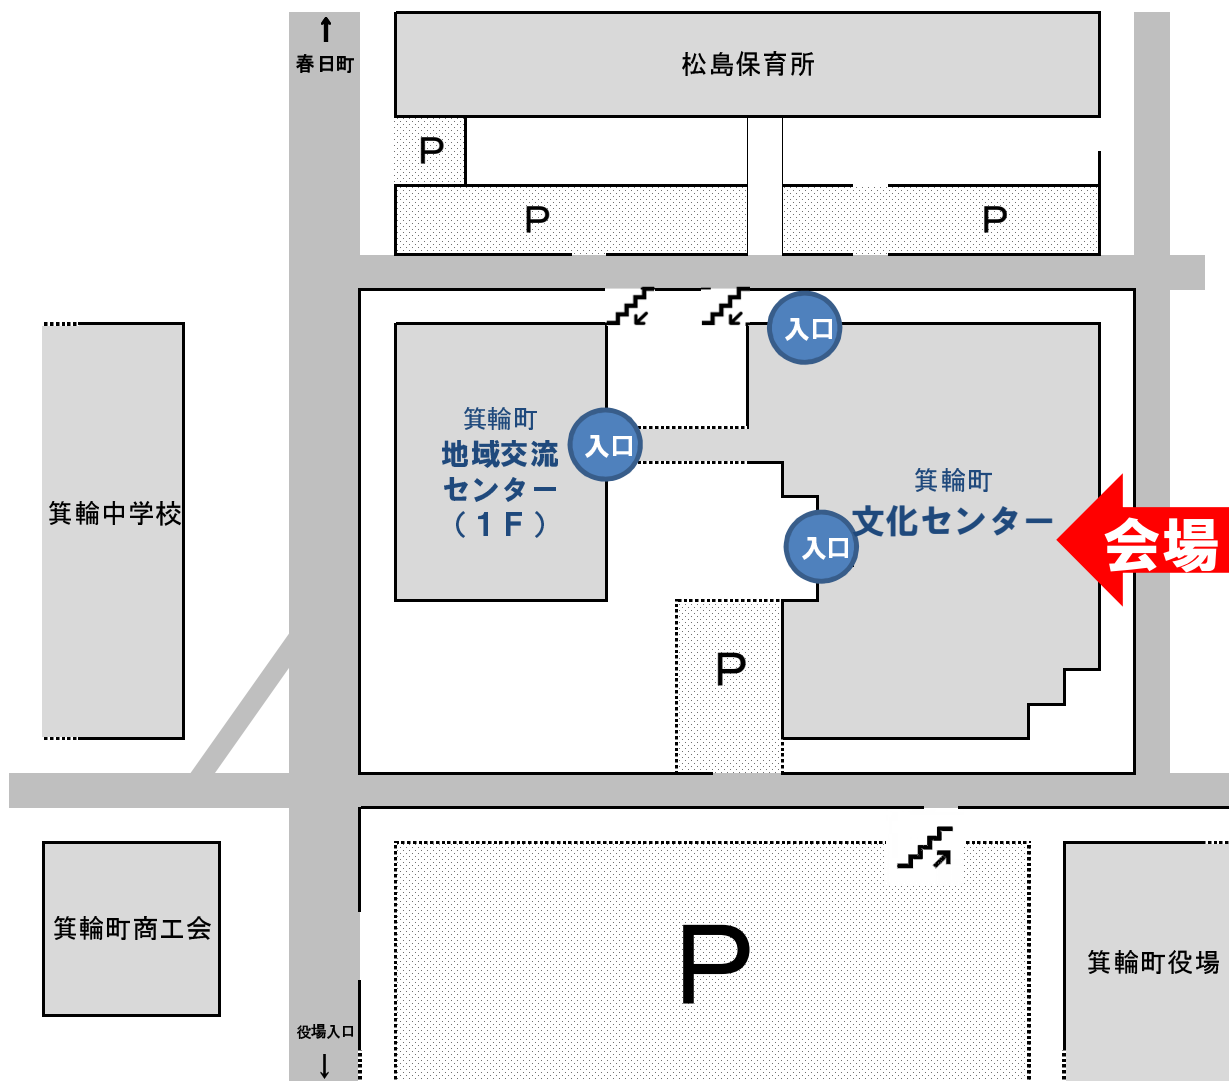 ↑
春日町
松島保育所
P
P
P
入口
箕輪町
地域交流
センター
（１Ｆ）
入口
箕輪町
文化センター
箕輪中学校
入口
会場
P
箕輪町商工会
P
箕輪町役場
役場入口
↓